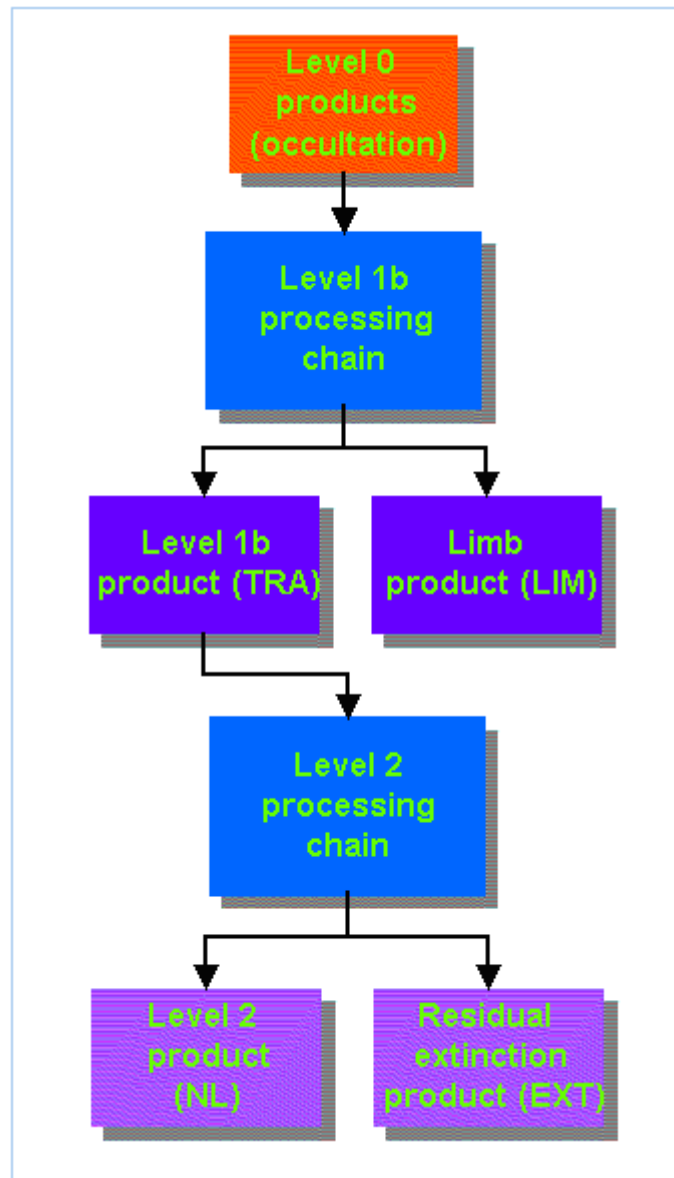 Level 0
products
(occultation)
Level 1b
processing
chain
Level 1b
product (TRA)
Limb
product (LIM)
Level 2
processing
chain
Level 2
product
(NL)
Residual
extinction
product (EXT)